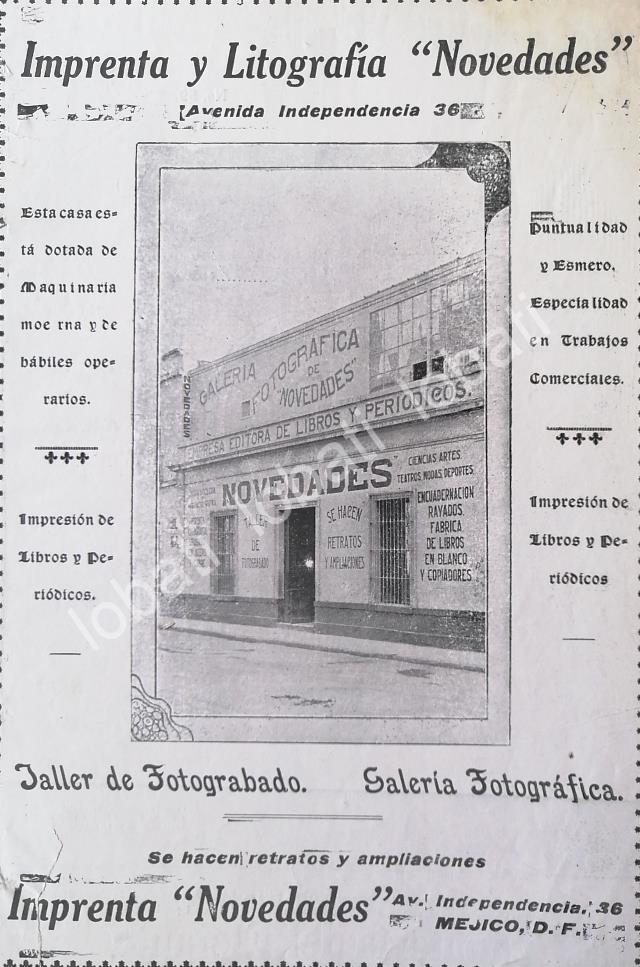 Imprenta y Litografía "Novedades"
Avenida Independencia 36
Esta casa es-
tá dotada de
Maquinaria
moe rna y de
hábiles ope-
rarios.
Impresión de
Libros y Pe-
riódicos.
Puntualidad
y Esmero.
Especialidad
en Trabajos
Comerciales.
Impresión de
Libros y Pe-
riódicos
NOVEDADES
GALERIA FOTOGRAFICA
DE
"NOVEDADES"
EMPRESA EDITORA DE LIBROS Y PERIODICOS.
NOVEDADES"
CIENCIAS ARTES
TEATROS MODAS DEPORTES.
TALLER
DE
FOTOGRABADO
SE HACEN
RETRATOS
Y AMPLIACIONES
ENCUADERNACION
RAYADOS.
FABRICA
DE LIBROS
EN BLANCO
Y COPIADORES
lobali lobali lobali
Taller de Fotograbado. Galería Fotográfica.
Se hacen retratos y ampliaciones
Imprenta "Novedades" Av. Independencia. 36
MEJICO, D. F.